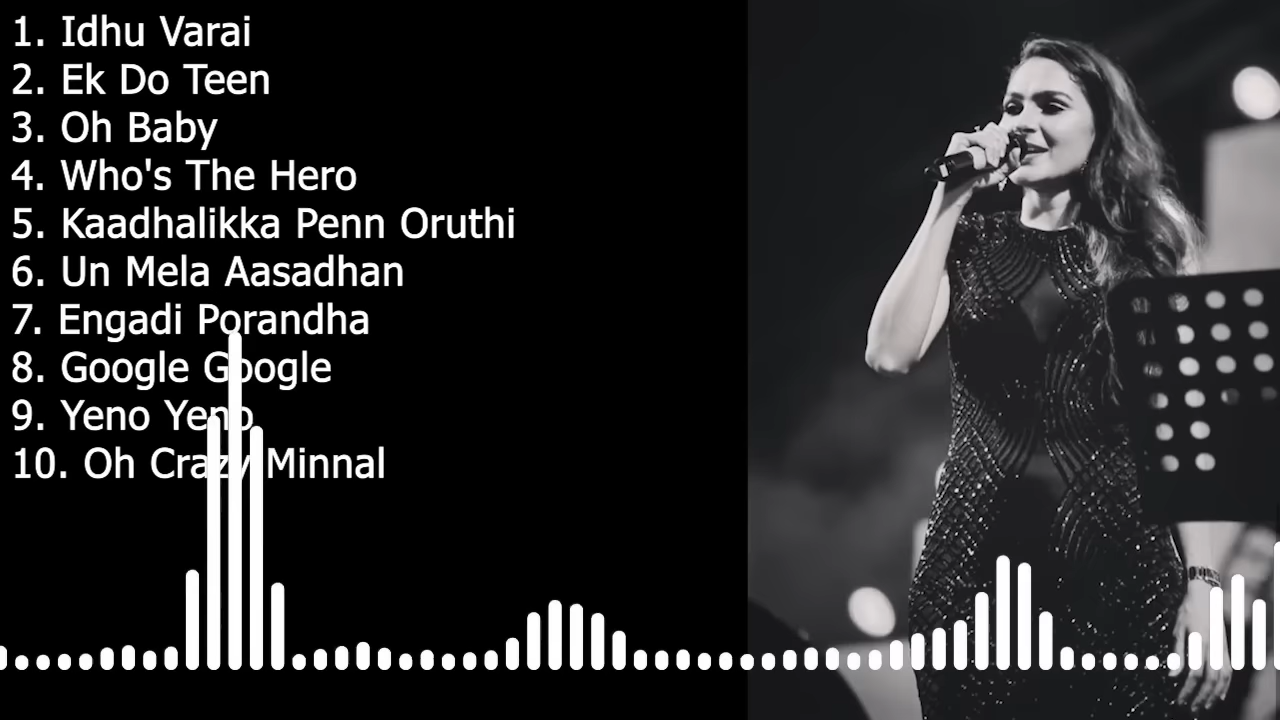 1. Idhu Varai
2. Ek Do Teen
3. Oh Baby
4. Who's The Hero
5. Kaadhalikka Penn Oruthi
6. Un Mela Aasadhan
7. Engadi Porandha
8. Google Google
9. Yeno Yeno
10. Oh Crazy Minnal